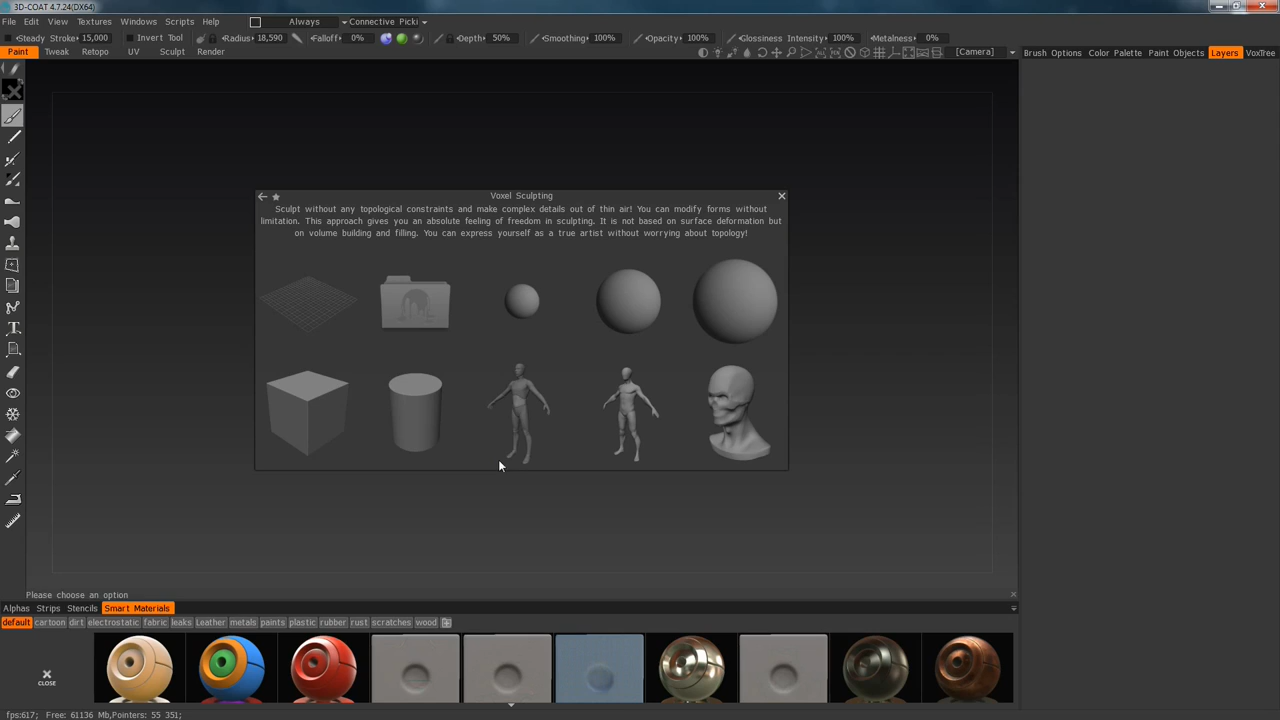 3D-COAT 4.7.24(DX64)
File Edit View Textures Windows Scripts Help Always Connective Picki
Steady Stroke 15,000 Invert Tool Radius 18,590 Falloff 0% Depth 50% Smoothing 100% Opacity 100% Glossiness Intensity 100% Metalness 0%
Paint Tweak Retopo UV Sculpt Render [Camera] Brush Options Color Palette Paint Objects Layers VoxTree
Voxel Sculpting
Sculpt without any topological constraints and make complex details out of thin air! You can modify forms without
limitation. This approach gives you an absolute feeling of freedom in sculpting. It is not based on surface deformation but
on volume building and filling. You can express yourself as a true artist without worrying about topology!
Please choose an option
Alphas Strips Stencils Smart Materials
default cartoon dirt electrostatic fabric leaks Leather metals paints plastic rubber rust scratches wood
CLOSE
fps:617; Free: 61136 Mb,Pointers: 55 351;